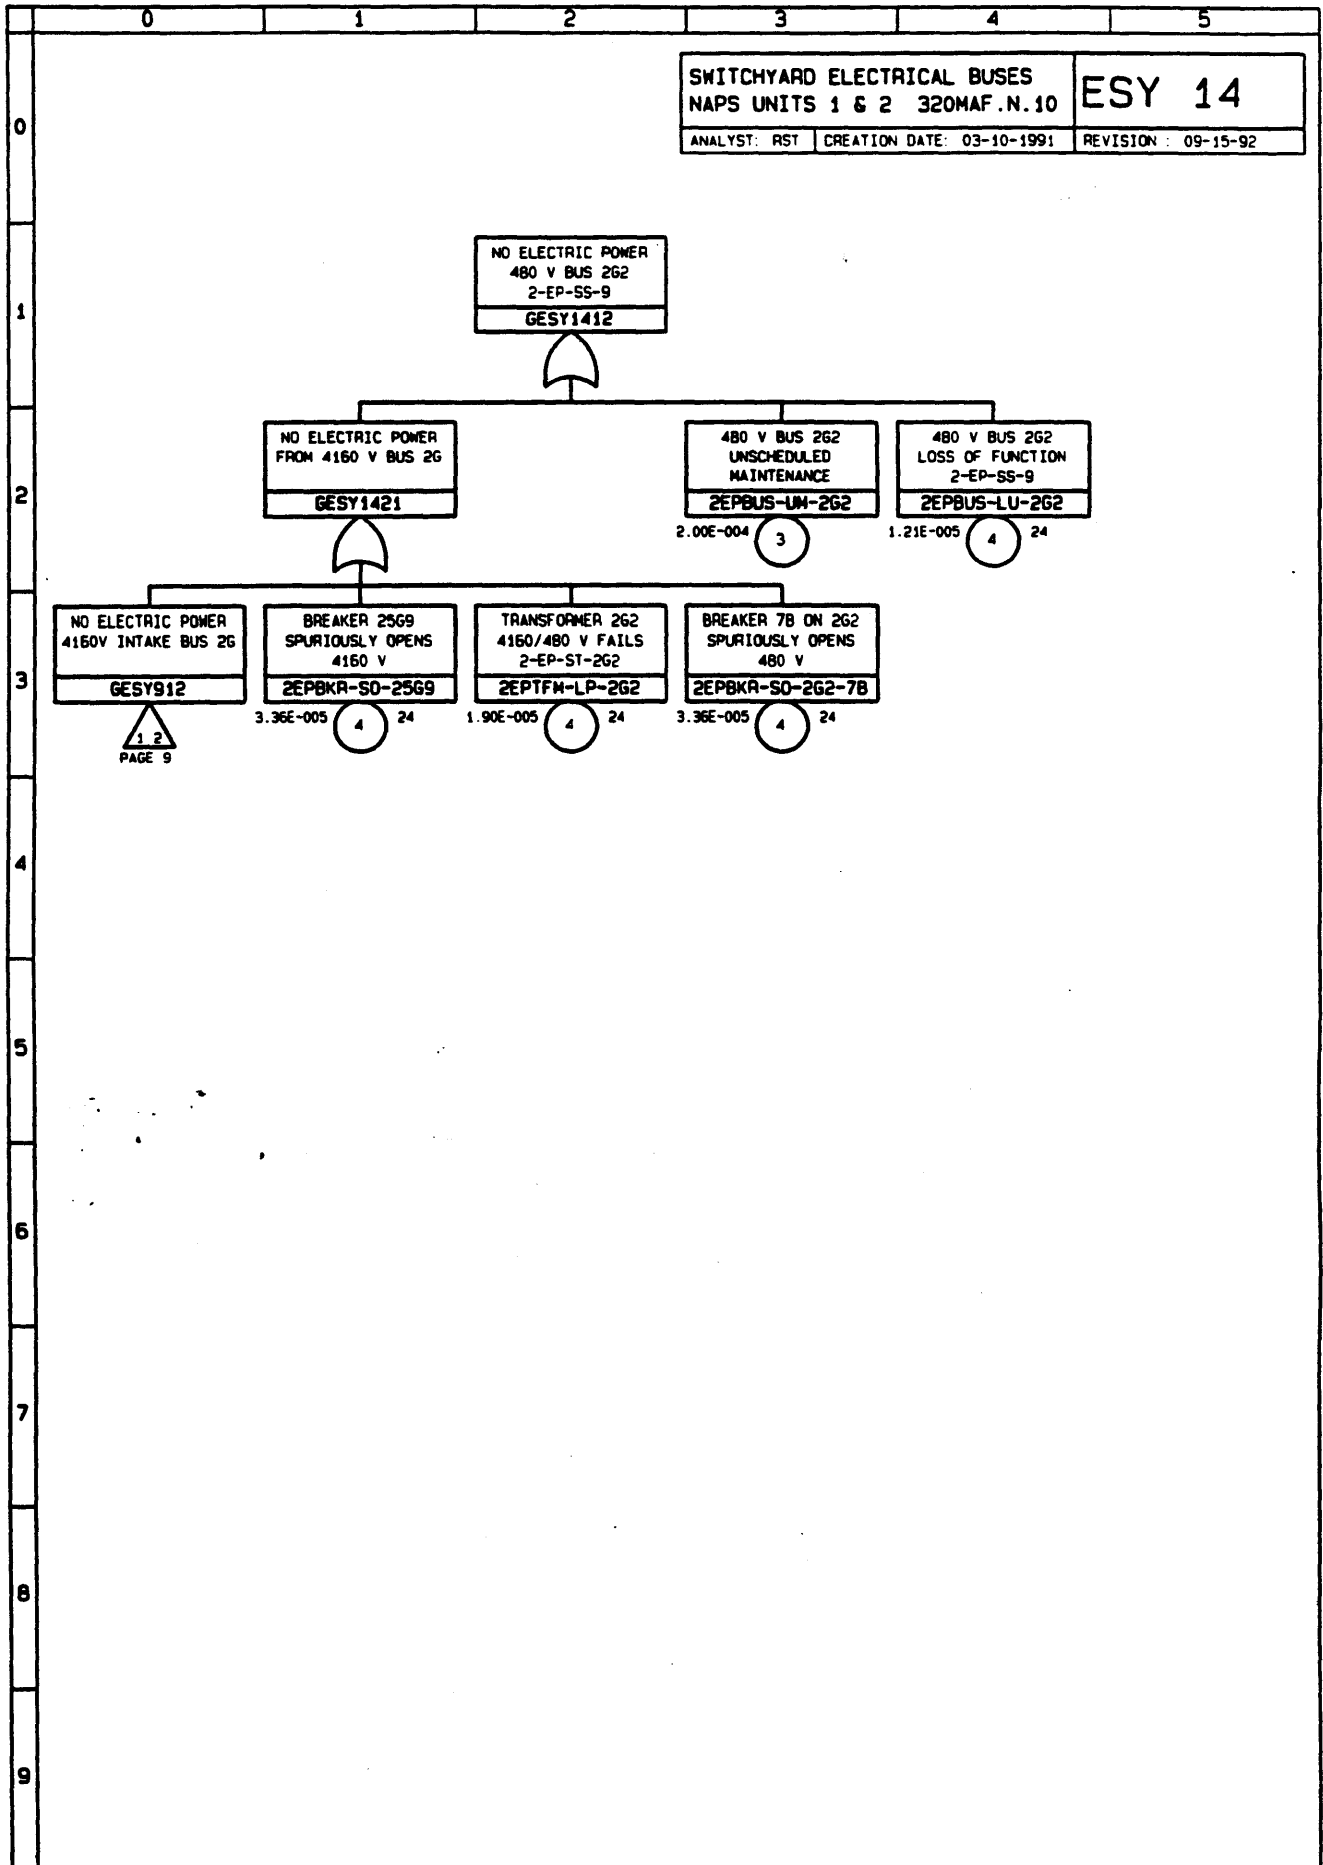 0 1 2 3 4 5
SWITCHYARD ELECTRICAL BUSES
NAPS UNITS 1 & 2 320MAF.N.10
ESY 14
ANALYST: RST CREATION DATE: 03-10-1991 REVISION : 09-15-92
0
NO ELECTRIC POWER
480 V BUS 2G2
2-EP-SS-9
GESY1412
1
NO ELECTRIC POWER
FROM 4160 V BUS 2G
GESY1421
480 V BUS 2G2
UNSCHEDULED
MAINTENANCE
2EPBUS-UM-2G2
2.00E-004 3
480 V BUS 2G2
LOSS OF FUNCTION
2-EP-SS-9
2EPBUS-LU-2G2
1.21E-005 4 24
2
NO ELECTRIC POWER
4160V INTAKE BUS 2G
GESY912
1 2
PAGE 9
BREAKER 25G9
SPURIOUSLY OPENS
4160 V
2EPBKR-SO-25G9
3.36E-005 4 24
TRANSFORMER 2G2
4160/480 V FAILS
2-EP-ST-2G2
2EPTFM-LP-2G2
1.90E-005 4 24
BREAKER 7B ON 2G2
SPURIOUSLY OPENS
480 V
2EPBKR-SO-2G2-7B
3.36E-005 4 24
3
4
5
6
7
8
9